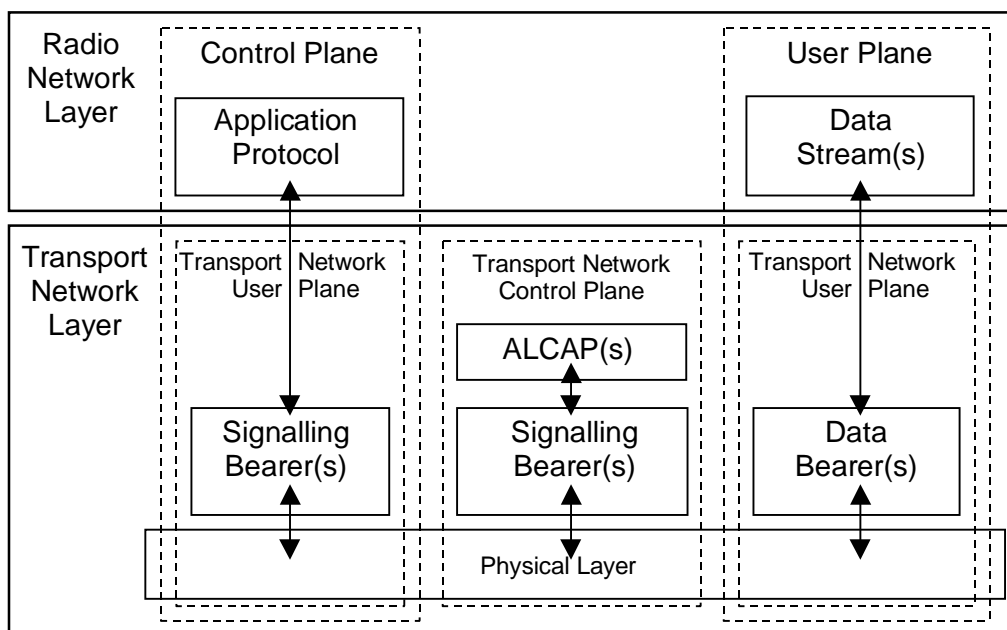 Radio
Network
Layer
Control Plane
User Plane
Application
Protocol
Data
Stream(s)
Transport
Network
Layer
Transport Network
User Plane
Transport Network
Control Plane
Transport Network
User Plane
ALCAP(s)
Signalling
Bearer(s)
Signalling
Bearer(s)
Data
Bearer(s)
Physical Layer